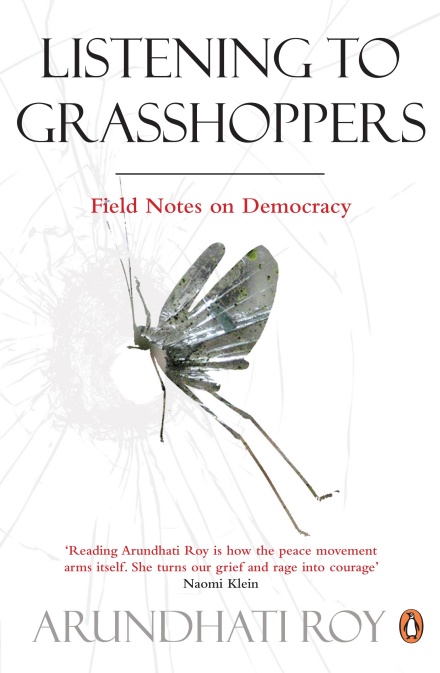 LISTENING TO
GRASSHOPPERS
Field Notes on Democracy
‘Reading Arundhati Roy is how the peace movement
arms itself. She turns our grief and rage into courage’
Naomi Klein
ARUNDHATI ROY